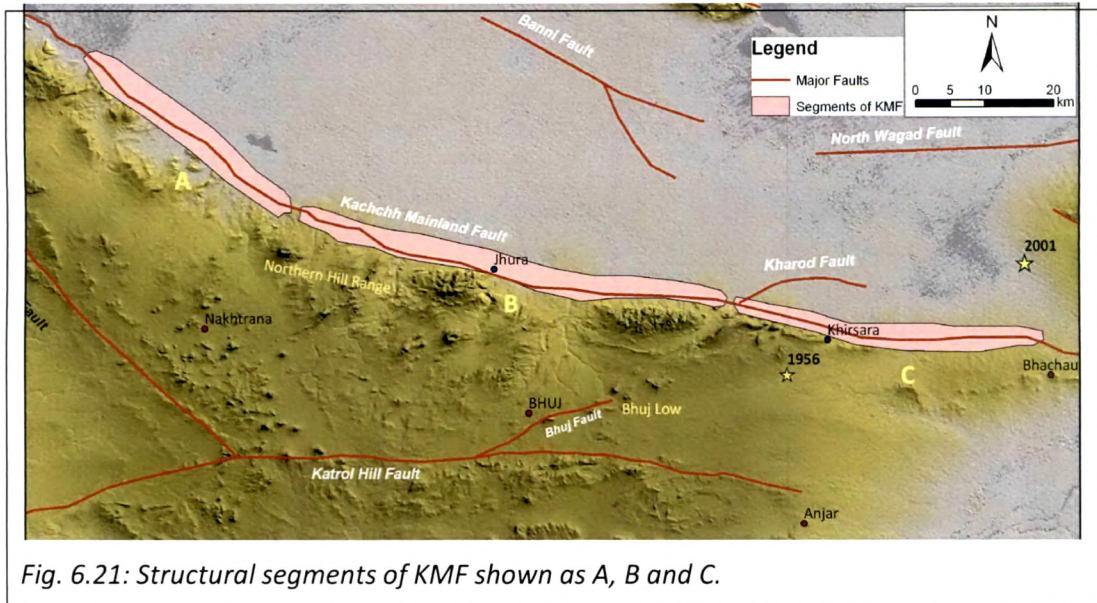 Banni Fault
Legend
Major Faults
Segments of KMF
N
0 5 10 20
km
North Wagad Fault
A
Kachchh Mainland Fault
2001
Jhura
Kharod Fault
Northern Hill Range
B
Nakhtrana
Khirsara
1956
C
Bhachau
BHUJ
Bhuj Low
Bhuj Fault
Katrol Hill Fault
Anjar
Fig. 6.21: Structural segments of KMF shown as A, B and C.